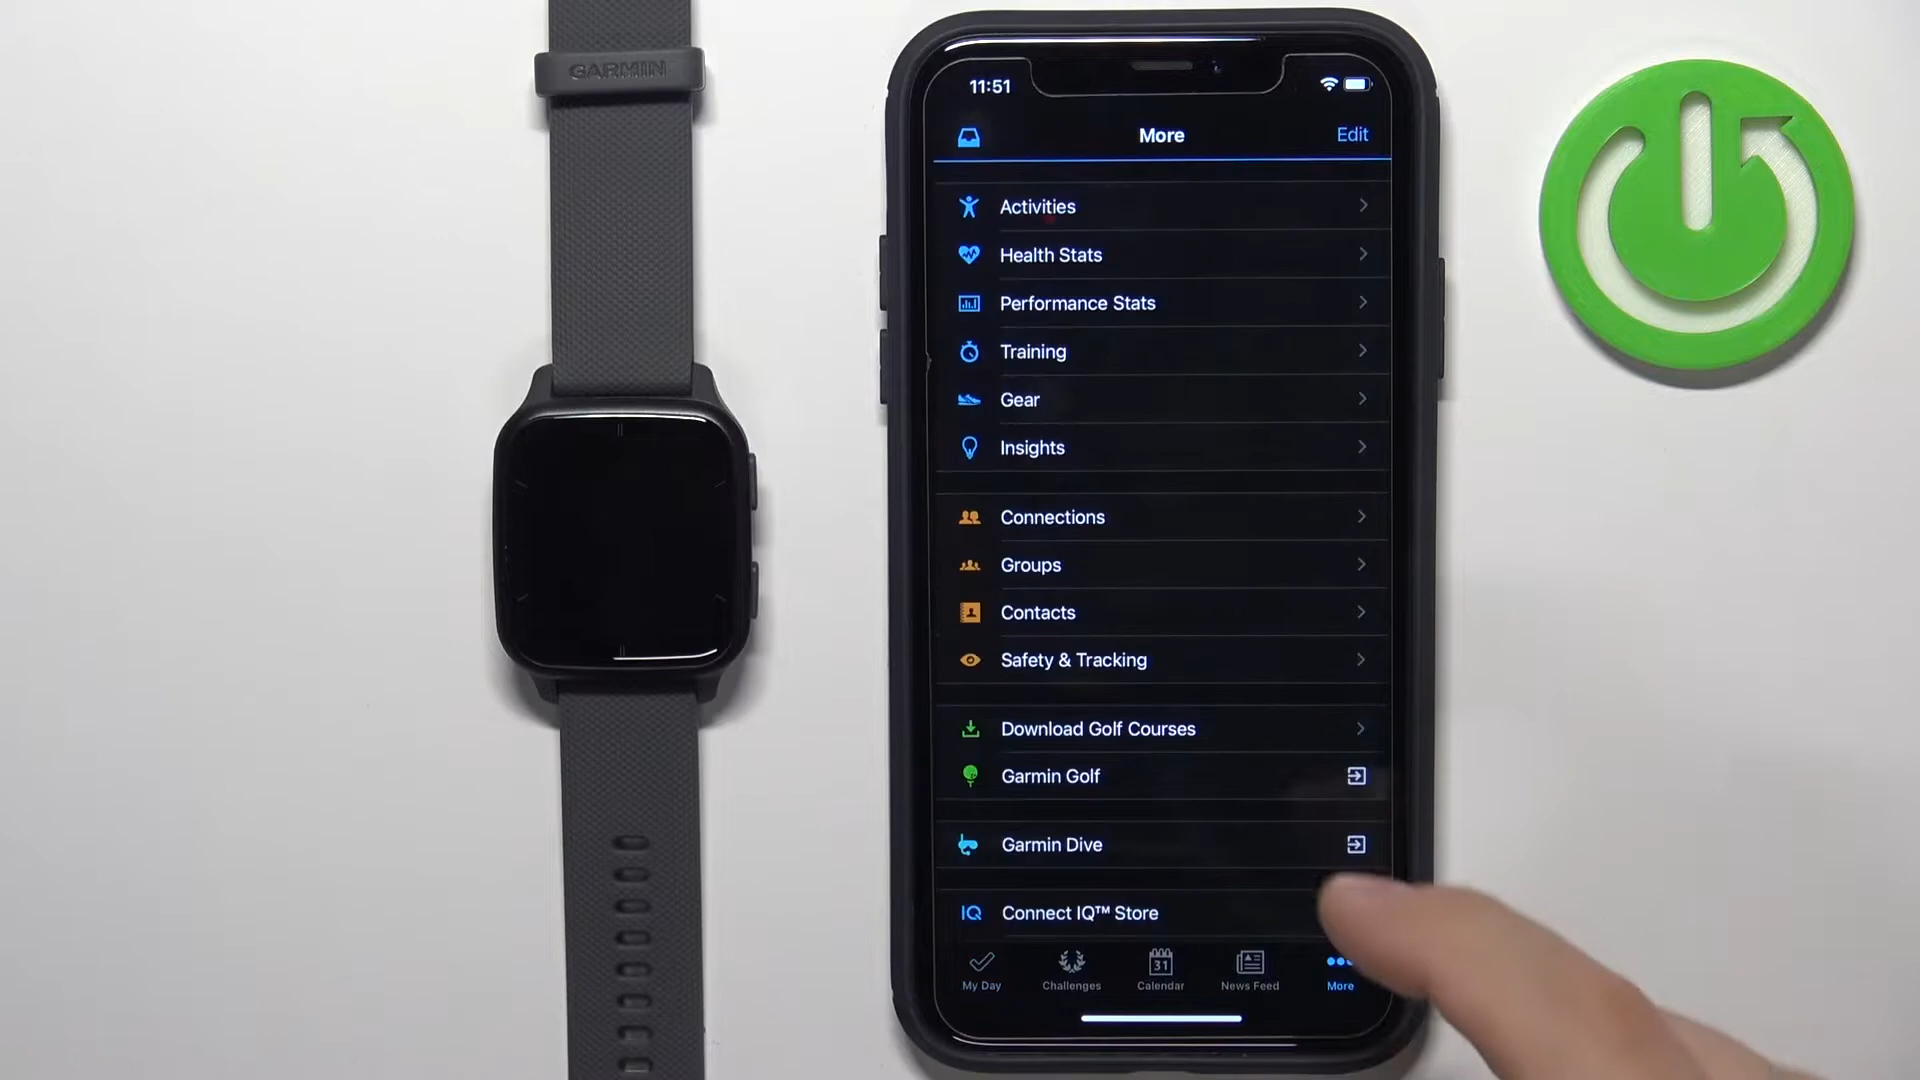 GARMIN
11:51
More
Edit
Activities
Health Stats
Performance Stats
Training
Gear
Insights
Connections
Groups
Contacts
Safety & Tracking
Download Golf Courses
Garmin Golf
Garmin Dive
IQ Connect IQ™ Store
31
My Day
Challenges
Calendar
News Feed
More